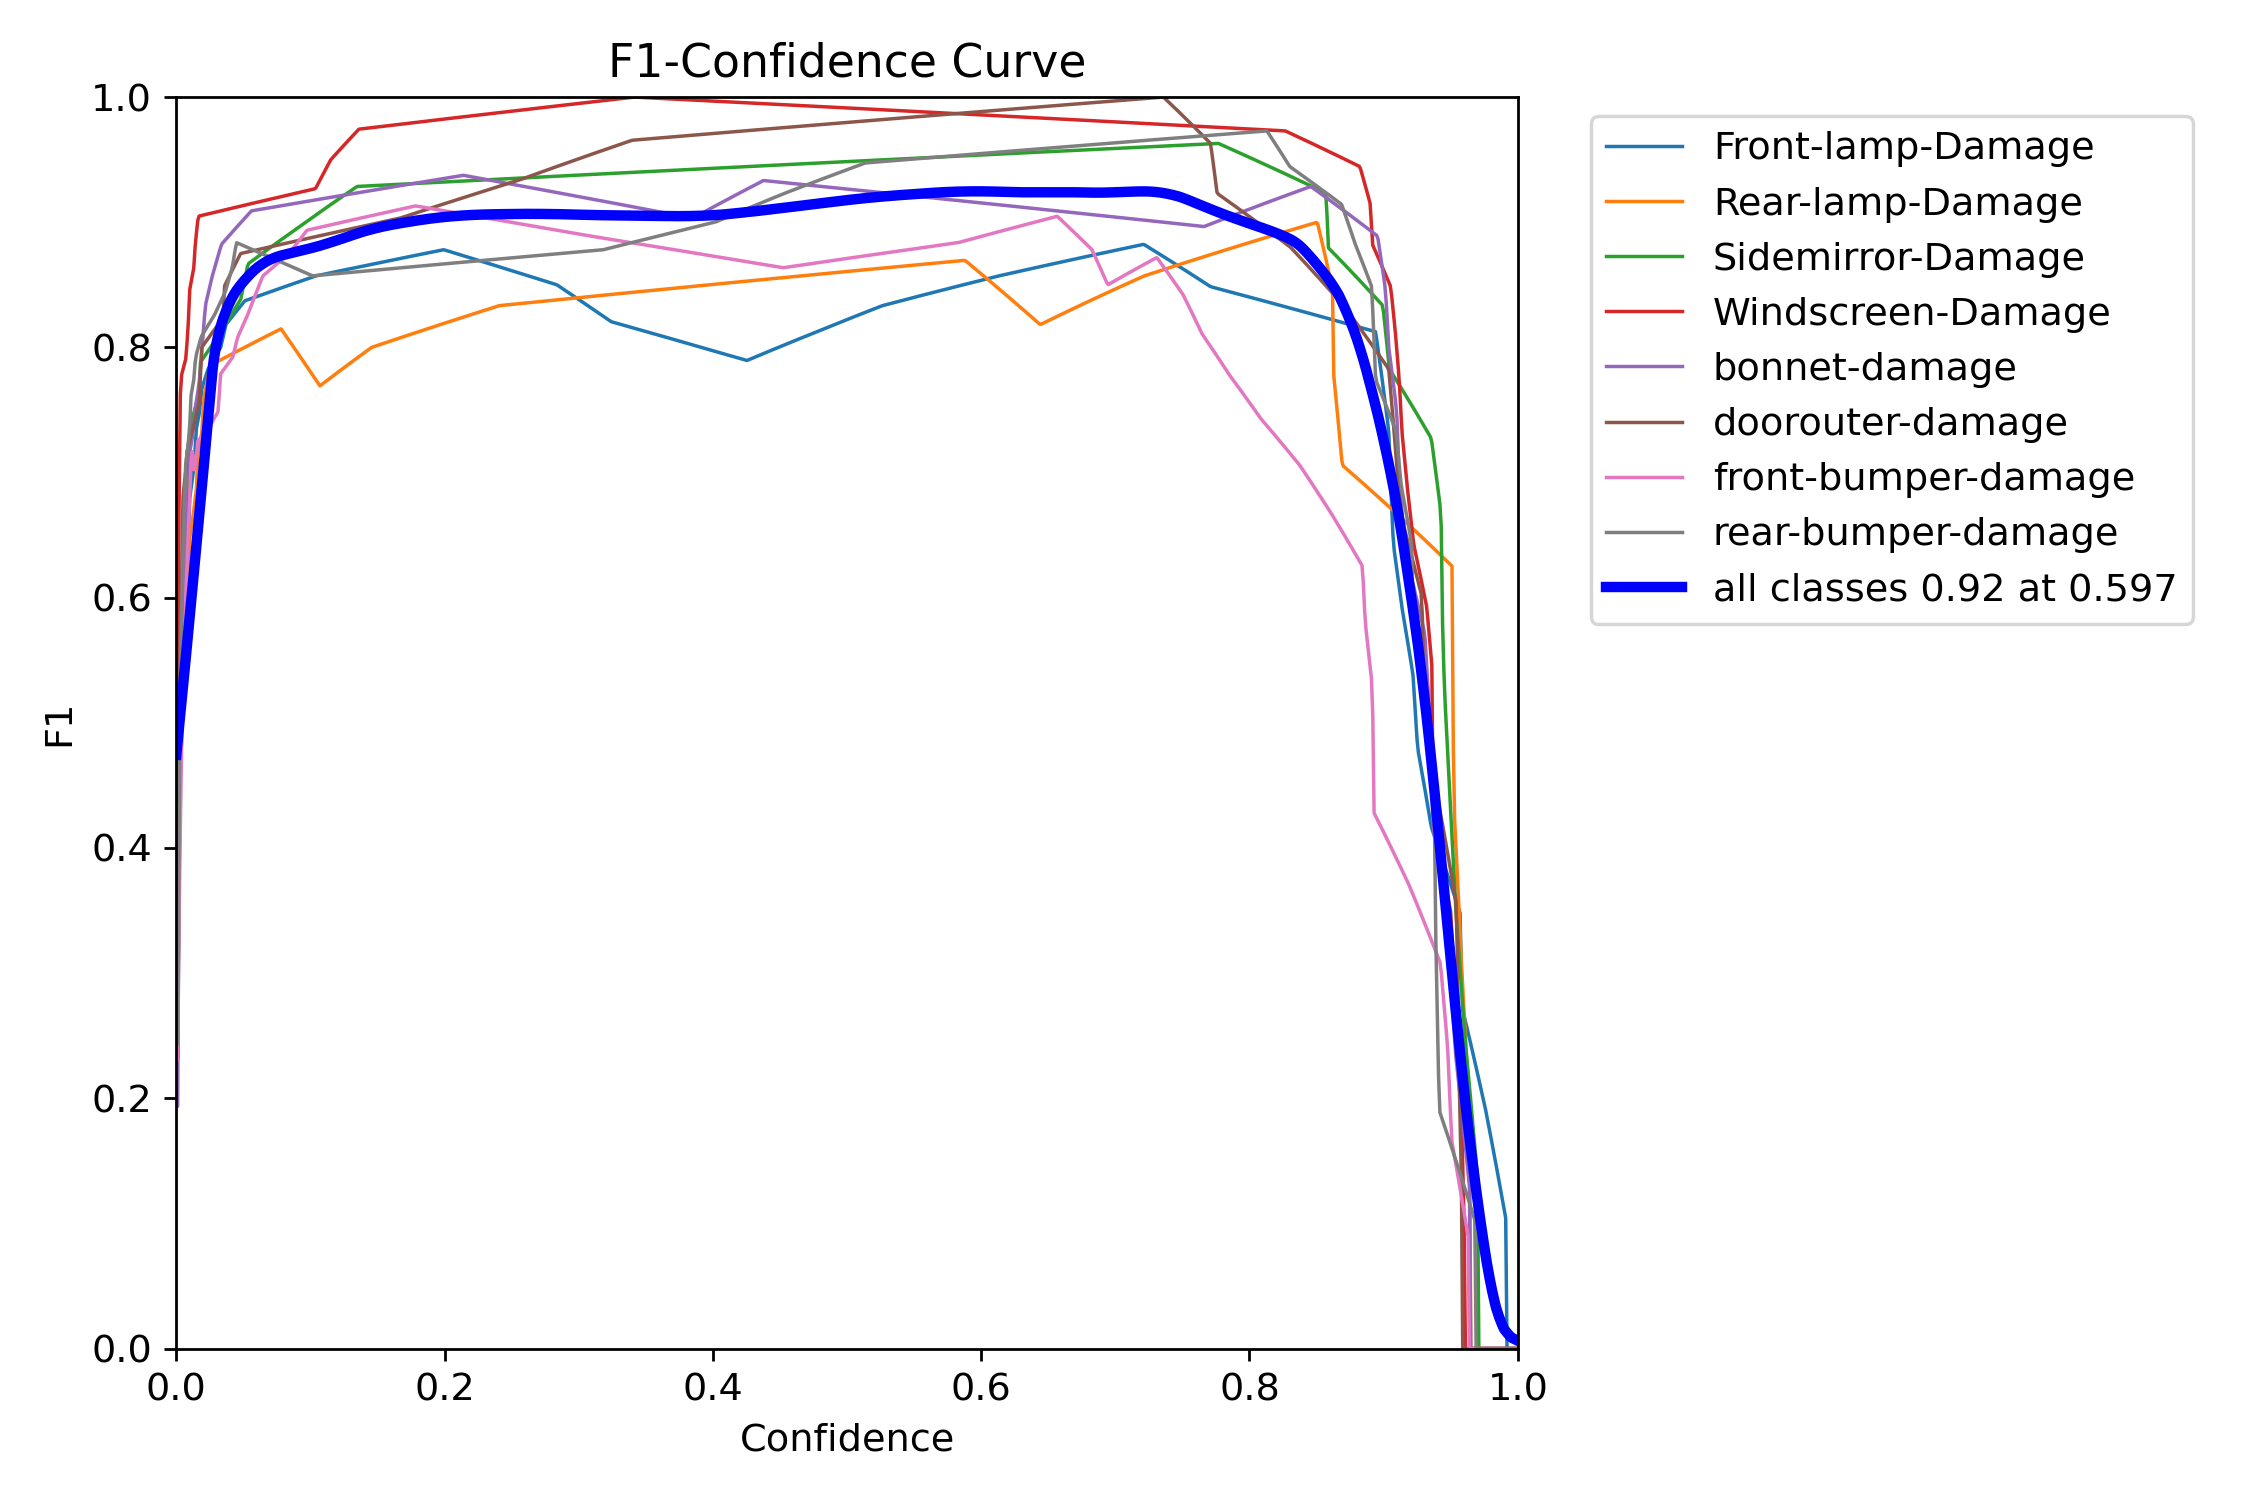 F1-Confidence Curve
1.0
0.8
0.6
0.4
0.2
0.0
F1
0.0 0.2 0.4 0.6 0.8 1.0
Confidence
Front-lamp-Damage
Rear-lamp-Damage
Sidemirror-Damage
Windscreen-Damage
bonnet-damage
doorouter-damage
front-bumper-damage
rear-bumper-damage
all classes 0.92 at 0.597